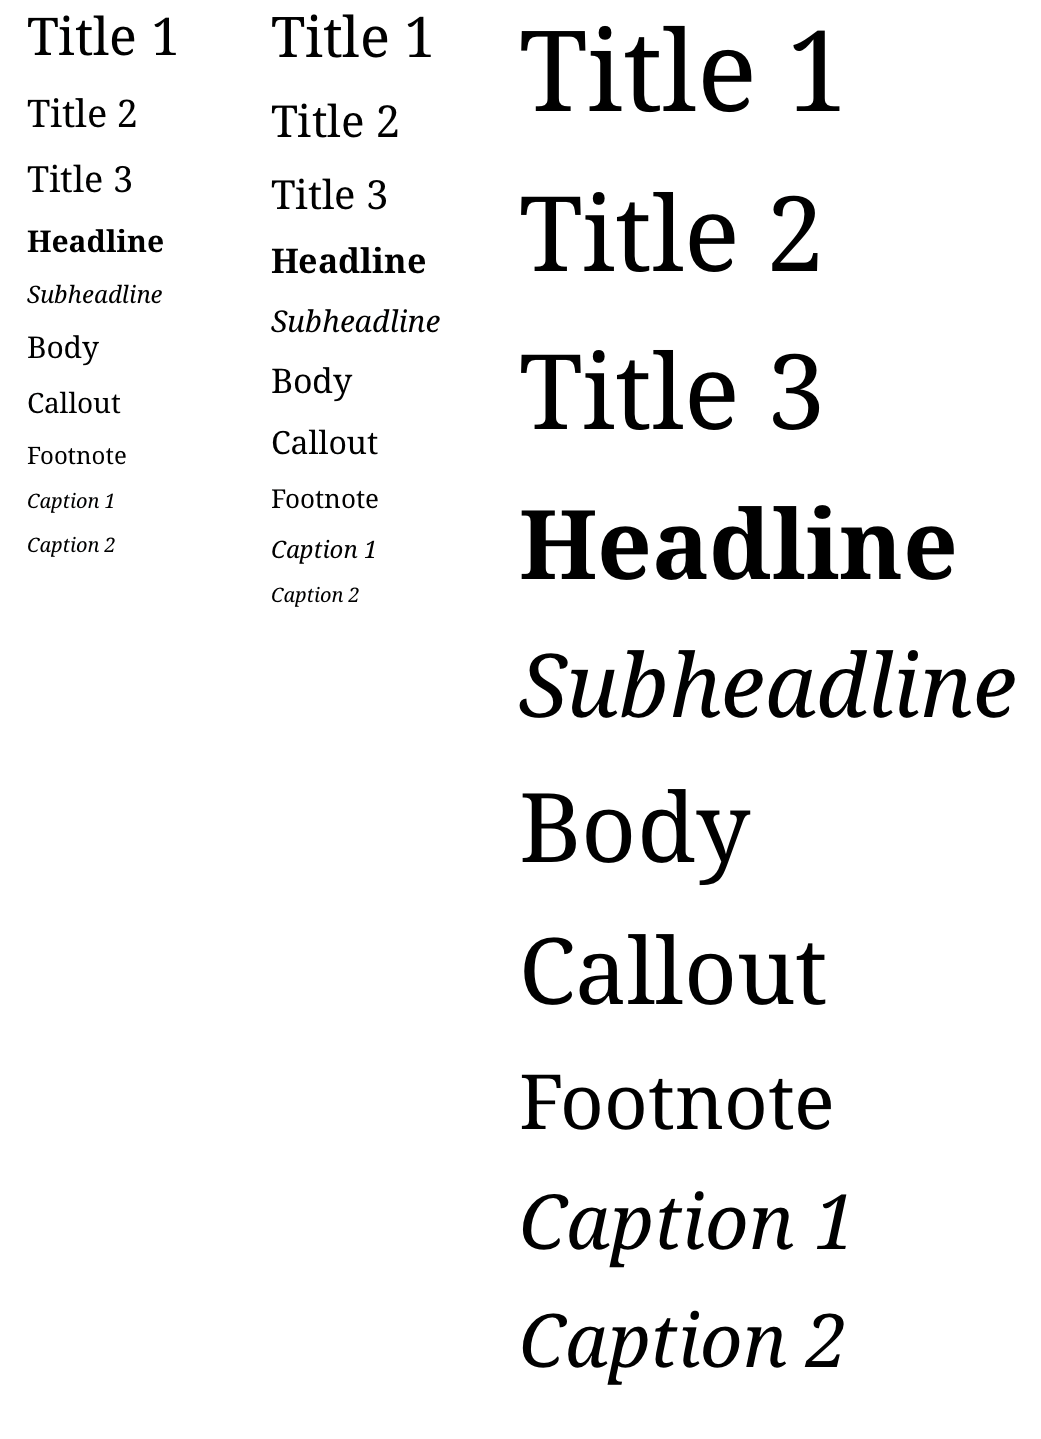 Title 1
Title 2
Title 3
Headline
Subheadline
Body
Callout
Footnote
Caption 1
Caption 2
Title 1
Title 2
Title 3
Headline
Subheadline
Body
Callout
Footnote
Caption 1
Caption 2
Title 1
Title 2
Title 3
Headline
Subheadline
Body
Callout
Footnote
Caption 1
Caption 2